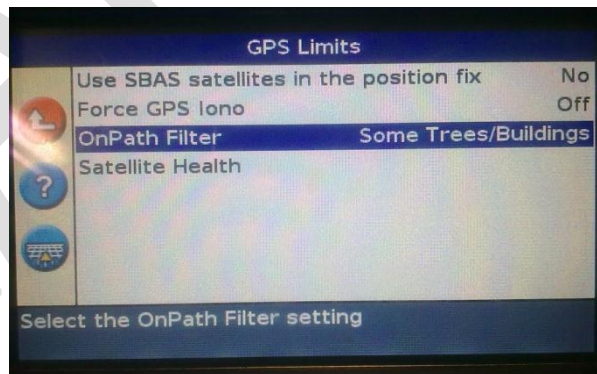 GPS Limits
Use SBAS satellites in the position fix No
Force GPS Iono Off
OnPath Filter Some Trees/Buildings
Satellite Health
?
Select the OnPath Filter setting